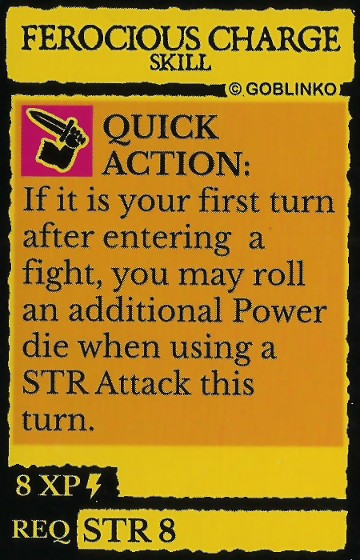 FEROCIOUS CHARGE
SKILL
© GOBLINKO
QUICK
ACTION:
If it is your first turn
after entering a
fight, you may roll
an additional Power
die when using a
STR Attack this
turn.
8 XP
REQ STR 8